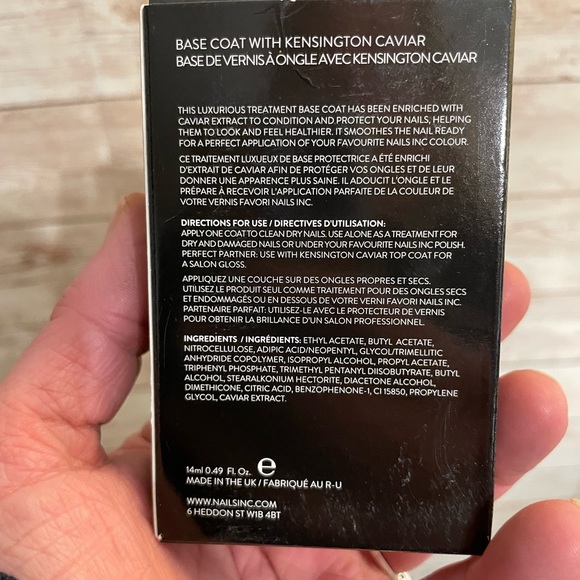 BASE COAT WITH KENSINGTON CAVIAR
BASE DE VERNIS À ONGLE AVEC KENSINGTON CAVIAR
THIS LUXURIOUS TREATMENT BASE COAT HAS BEEN ENRICHED WITH
CAVIAR EXTRACT TO CONDITION AND PROTECT YOUR NAILS, HELPING
THEM TO LOOK AND FEEL HEALTHIER. IT SMOOTHES THE NAIL READY
FOR A PERFECT APPLICATION OF YOUR FAVOURITE NAILS INC COLOUR.
CE TRAITEMENT LUXUEUX DE BASE PROTECTRICE A ÉTÉ ENRICHI
D'EXTRAIT DE CAVIAR AFIN DE PROTÉGER VOS ONGLES ET DE LEUR
DONNER UNE APPARENCE PLUS SAINE. IL ADOUCIT L'ONGLE ET LE
PRÉPARE À RECEVOIR L'APPLICATION PARFAITE DE LA COULEUR DE
VOTRE VERNIS FAVORI NAILS INC.
DIRECTIONS FOR USE / DIRECTIVES D'UTILISATION:
APPLY ONE COAT TO CLEAN DRY NAILS. USE ALONE AS A TREATMENT FOR
DRY AND DAMAGED NAILS OR UNDER YOUR FAVOURITE NAILS INC POLISH.
PERFECT PARTNER: USE WITH KENSINGTON CAVIAR TOP COAT FOR
A SALON GLOSS.
APPLIQUEZ UNE COUCHE SUR DES ONGLES PROPRES ET SECS.
UTILISEZ LE PRODUIT SEUL COMME TRAITEMENT POUR DES ONGLES SECS
ET ENDOMMAGÉS OU EN DESSOUS DE VOTRE VERNI FAVORI NAILS INC.
PARTENAIRE PARFAIT: UTILISEZ-LE AVEC LE PROTECTEUR DE VERNIS
POUR OBTENIR LA BRILLANCE D'UN SALON PROFESSIONNEL.
INGREDIENTS / INGRÉDIENTS: ETHYL ACETATE, BUTYL ACETATE,
NITROCELLULOSE, ADIPIC ACID/NEOPENTYL, GLYCOL/TRIMELLITIC
ANHYDRIDE COPOLYMER, ISOPROPYL ALCOHOL, PROPYL ACETATE,
TRIPHENYL PHOSPHATE, TRIMETHYL PENTANYL DIISOBUTYRATE, BUTYL
ALCOHOL, STEARALKONIUM HECTORITE, DIACETONE ALCOHOL,
DIMETHICONE, CITRIC ACID, BENZOPHENONE-1, CI 15850, PROPYLENE
GLYCOL, CAVIAR EXTRACT.
14ml 0.49 Fl. Oz. ℮
MADE IN THE UK / FABRIQUÉ AU R-U
WWW.NAILSINC.COM
6 HEDDON ST W1B 4BT